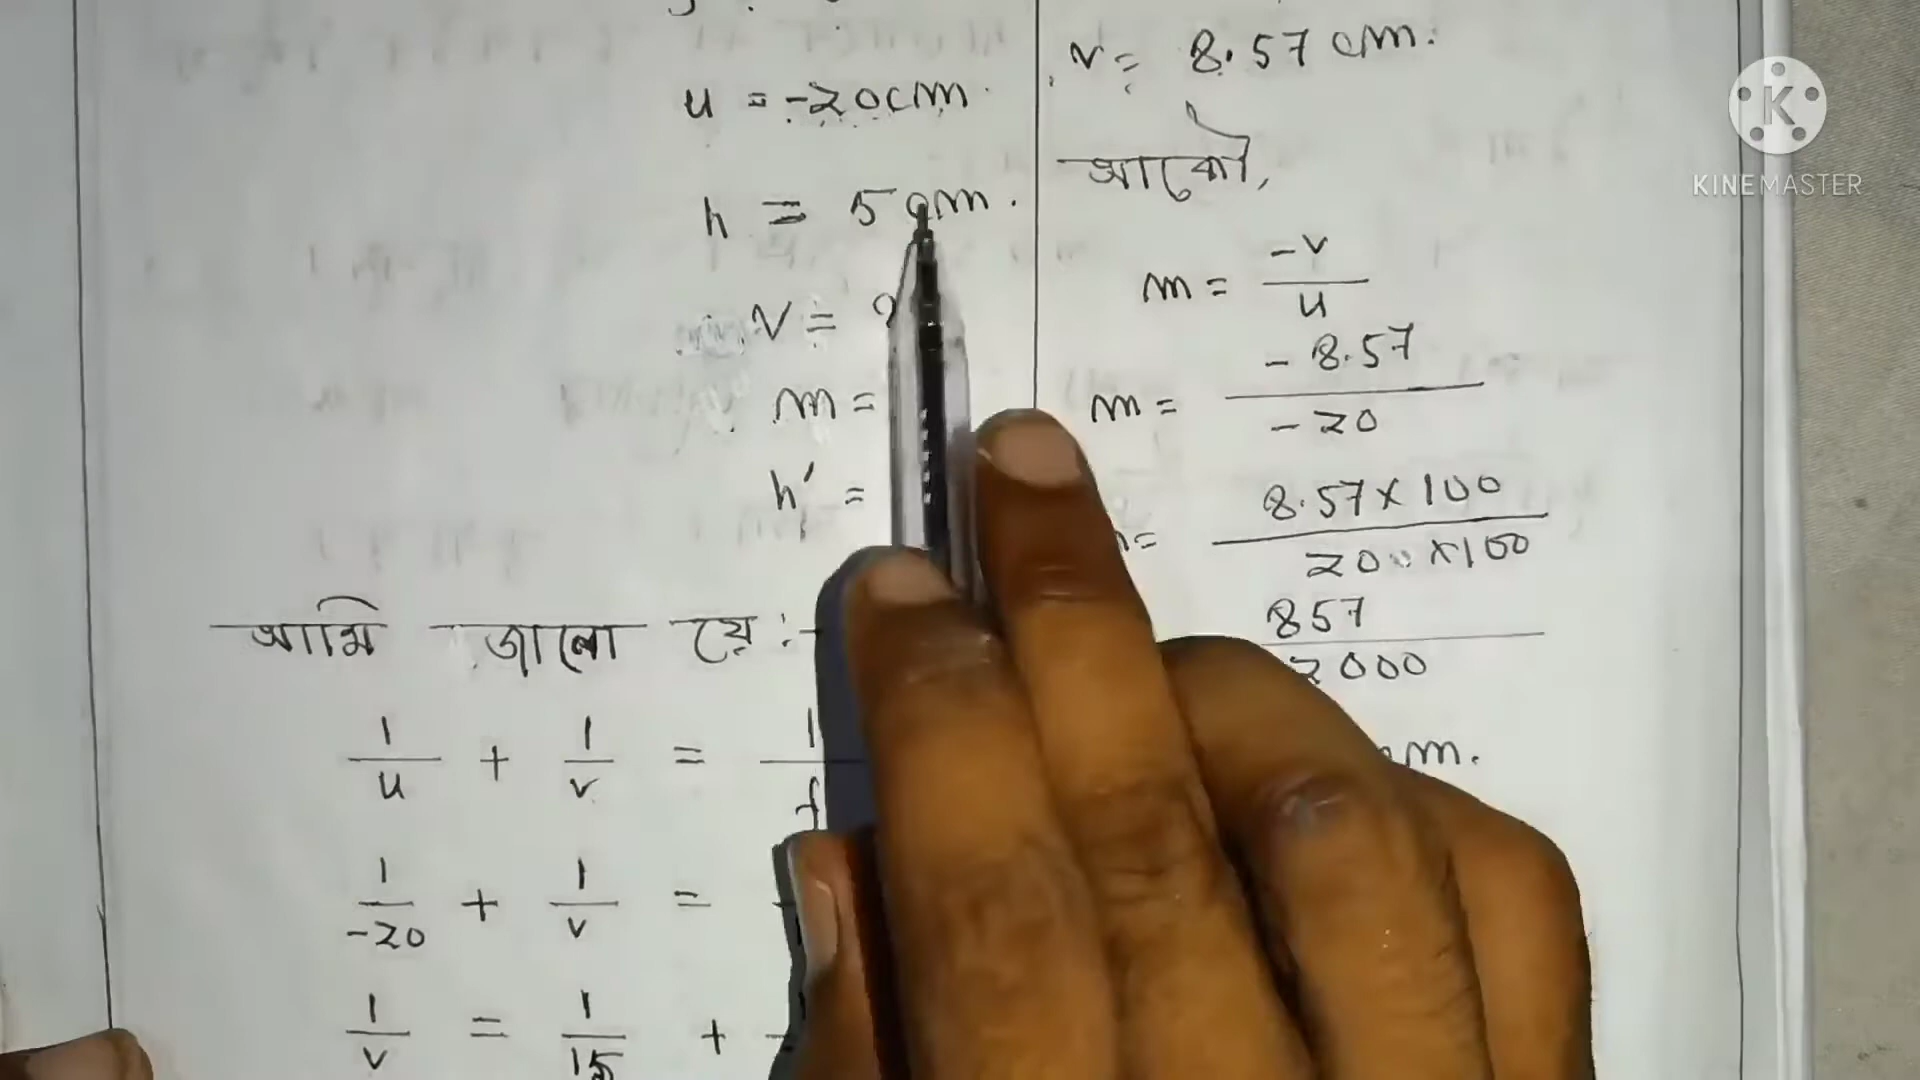 u = -20cm.
h = 5cm.
v =
m =
h' =
আমি জানো যে :-
1/u + 1/v = 1/f
1/-20 + 1/v =
1/v = 1/15 +
v = 8.57 cm.
আকৌ,
m = -v/u
m = -8.57/-20
= 8.57 x 100/20 x 100
857/2000
m.
KINEMASTER